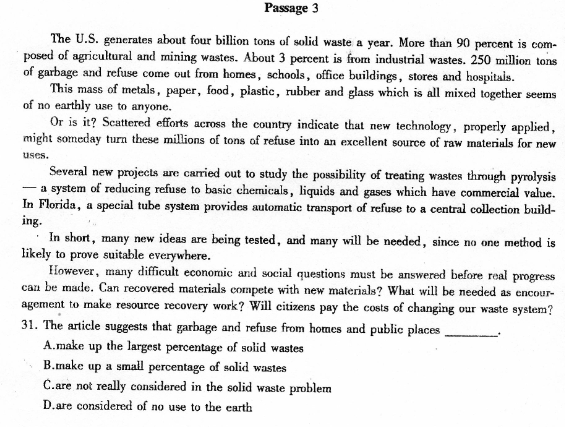 Passage 3
The U.S. generates about four billion tons of solid waste a year. More than 90 percent is com-
posed of agricultural and mining wastes. About 3 percent is from industrial wastes. 250 million tons
of garbage and refuse come out from homes, schools, office buildings, stores and hospitals.
This mass of metals, paper, food, plastic, rubber and glass which is all mixed together seems
of no earthly use to anyone.
Or is it? Scattered efforts across the country indicate that new technology, properly applied,
might someday turn these millions of tons of refuse into an excellent source of raw materials for new
uses.
Several new projects are carried out to study the possibility of treating wastes through pyrolysis
— a system of reducing refuse to basic chemicals, liquids and gases which have commercial value.
In Florida, a special tube system provides automatic transport of refuse to a central collection build-
ing.
In short, many new ideas are being tested, and many will be needed, since no one method is
likely to prove suitable everywhere.
However, many difficult economic and social questions must be answered before real progress
can be made. Can recovered materials compete with new materials? What will be needed as encour-
agement to make resource recovery work? Will citizens pay the costs of changing our waste system?
31. The article suggests that garbage and refuse from homes and public places ________.
A.make up the largest percentage of solid wastes
B.make up a small percentage of solid wastes
C.are not really considered in the solid waste problem
D.are considered of no use to the earth